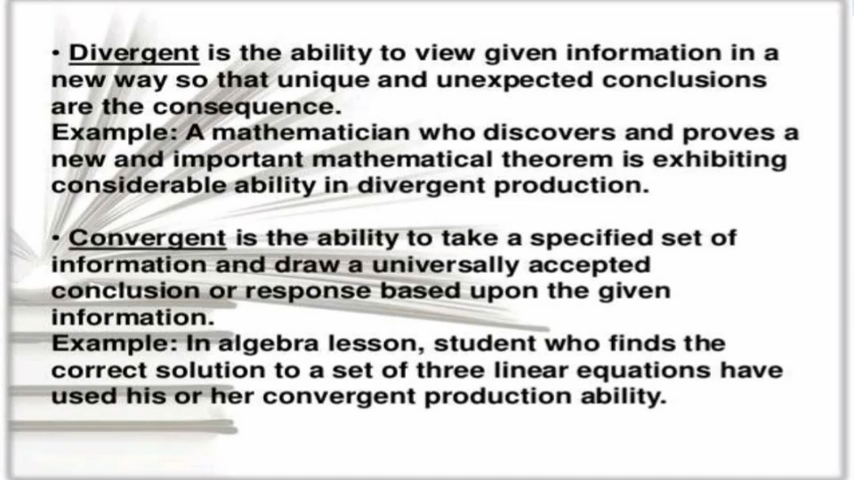 • Divergent is the ability to view given information in a
new way so that unique and unexpected conclusions
are the consequence.
Example: A mathematician who discovers and proves a
new and important mathematical theorem is exhibiting
considerable ability in divergent production.
• Convergent is the ability to take a specified set of
information and draw a universally accepted
conclusion or response based upon the given
information.
Example: In algebra lesson, student who finds the
correct solution to a set of three linear equations have
used his or her convergent production ability.